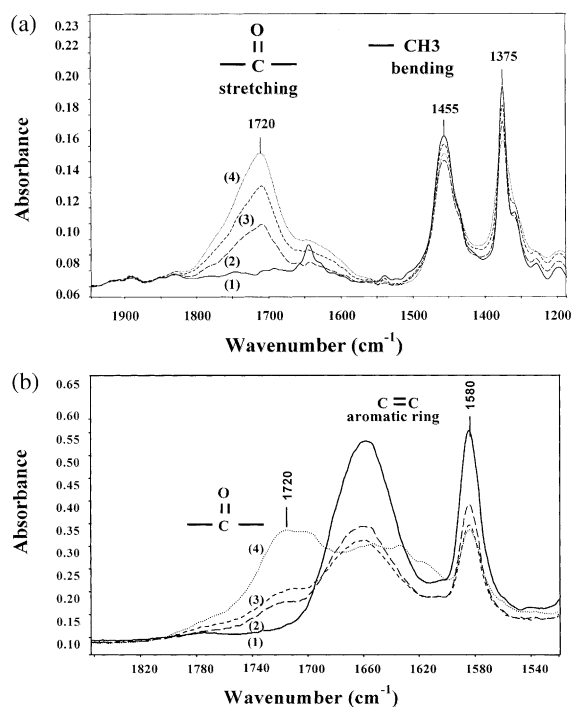 (a)
0.23
0.22
0.20
0.18
0.16
0.14
0.12
0.10
0.08
0.06
Absorbance
O
C
stretching
1720
CH3
bending
1455
1375
(4)
(3)
(2)
(1)
1900 1800 1700 1600 1500 1400 1300 1200
Wavenumber (cm-1)
(b)
0.65
0.60
0.55
0.50
0.45
0.40
0.35
0.30
0.25
0.20
0.15
0.10
Absorbance
O
C
1720
C=C
aromatic ring
1580
(4)
(3)
(2)
(1)
1820 1780 1740 1700 1660 1620 1580 1540
Wavenumber (cm-1)